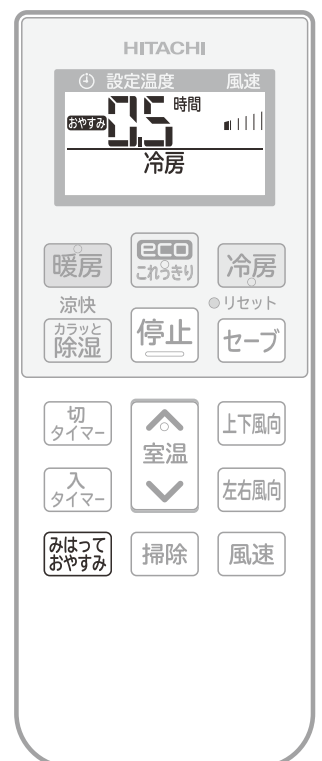 HITACHI
設定温度 風速
おやすみ 0.5 時間
冷房
暖房
eco
これっきり
冷房
涼快
カラッと
除湿
停止
リセット
セーブ
切
タイマー
室温
上下風向
入
タイマー
左右風向
みはって
おやすみ
掃除
風速